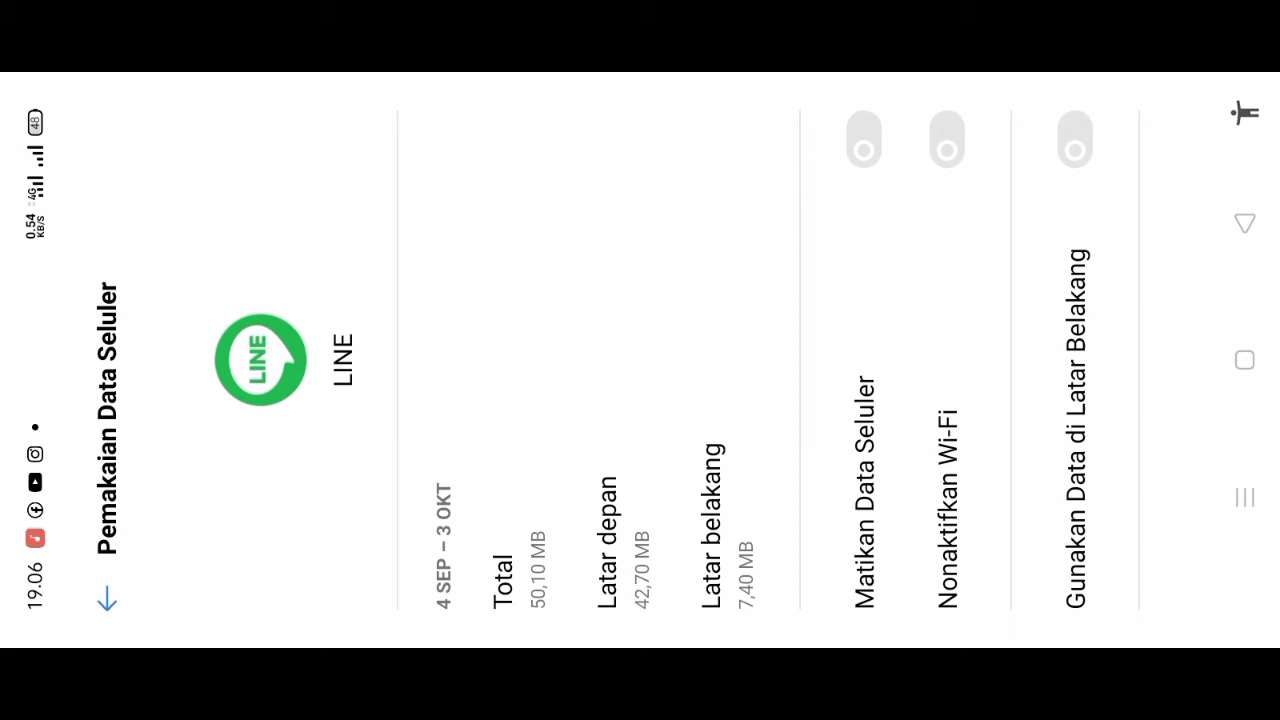 19.06
0.54
KB/S
4G
48
Pemakaian Data Seluler
LINE
LINE
4 SEP – 3 OKT
Total
50,10 MB
Latar depan
42,70 MB
Latar belakang
7,40 MB
Matikan Data Seluler
Nonaktifkan Wi-Fi
Gunakan Data di Latar Belakang